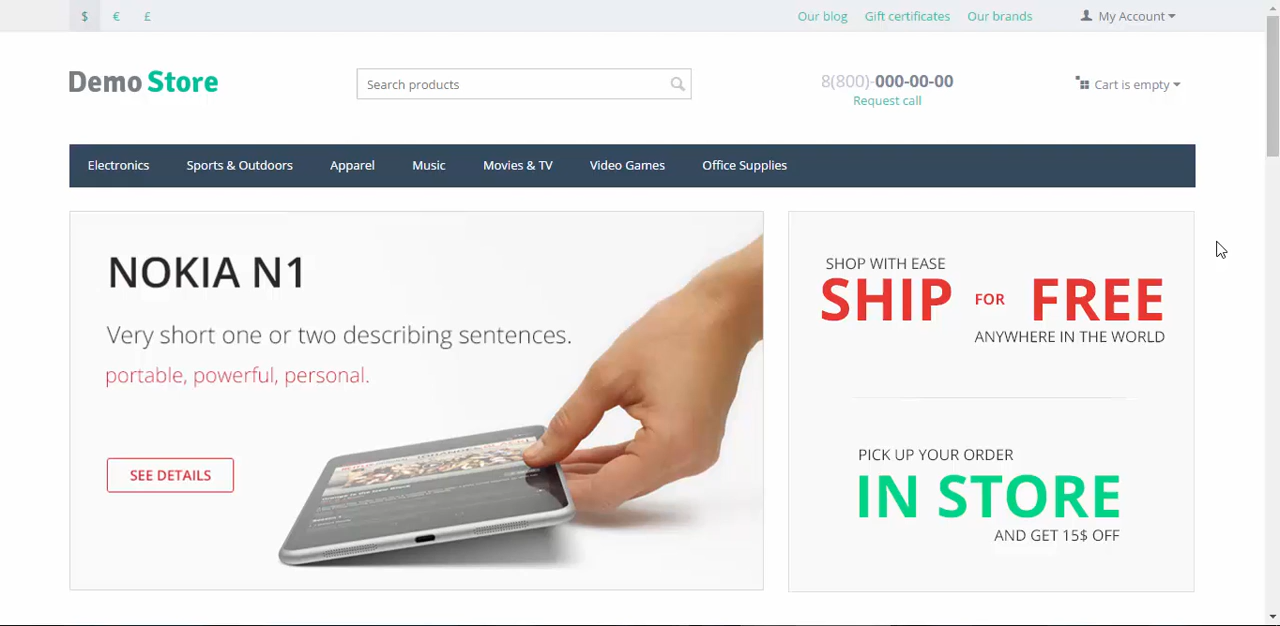 $ € £ Our blog Gift certificates Our brands My Account
Demo Store Search products 8(800)-000-00-00 Cart is empty
Request call
Electronics Sports & Outdoors Apparel Music Movies & TV Video Games Office Supplies
NOKIA N1
Very short one or two describing sentences.
portable, powerful, personal.
SEE DETAILS
SHOP WITH EASE
SHIP FOR FREE
ANYWHERE IN THE WORLD
PICK UP YOUR ORDER
IN STORE
AND GET 15$ OFF